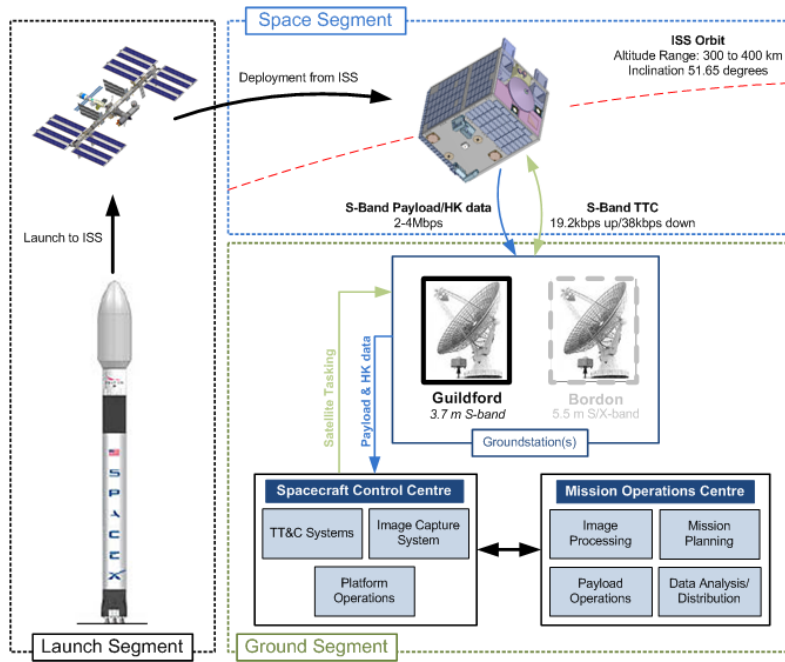 Space Segment
Deployment from ISS
ISS Orbit
Altitude Range: 300 to 400 km
Inclination 51.65 degrees
S-Band Payload/HK data
2-4Mbps
S-Band TTC
19.2kbps up/38kbps down
Launch to ISS
SPACEX
Launch Segment
Satellite Tasking
Payload & HK data
Guildford
3.7 m S-band
Bordon
5.5 m S/X-band
Groundstation(s)
Spacecraft Control Centre
TT&C Systems
Image Capture
System
Platform
Operations
Mission Operations Centre
Image
Processing
Mission
Planning
Payload
Operations
Data Analysis/
Distribution
Ground Segment